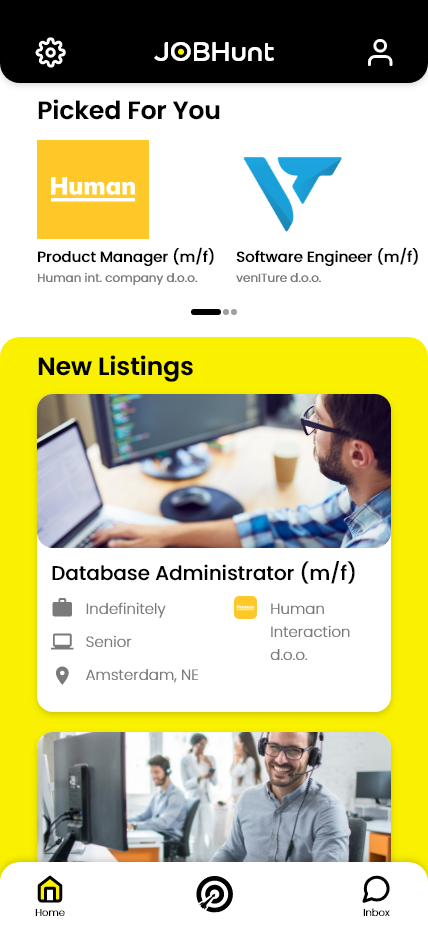 JOBHunt
Picked For You
Human
Product Manager (m/f)
Human int. company d.o.o.
Software Engineer (m/f)
venITure d.o.o.
New Listings
Database Administrator (m/f)
Indefinitely
Senior
Amsterdam, NE
Human
Human
Interaction
d.o.o.
Home
Inbox